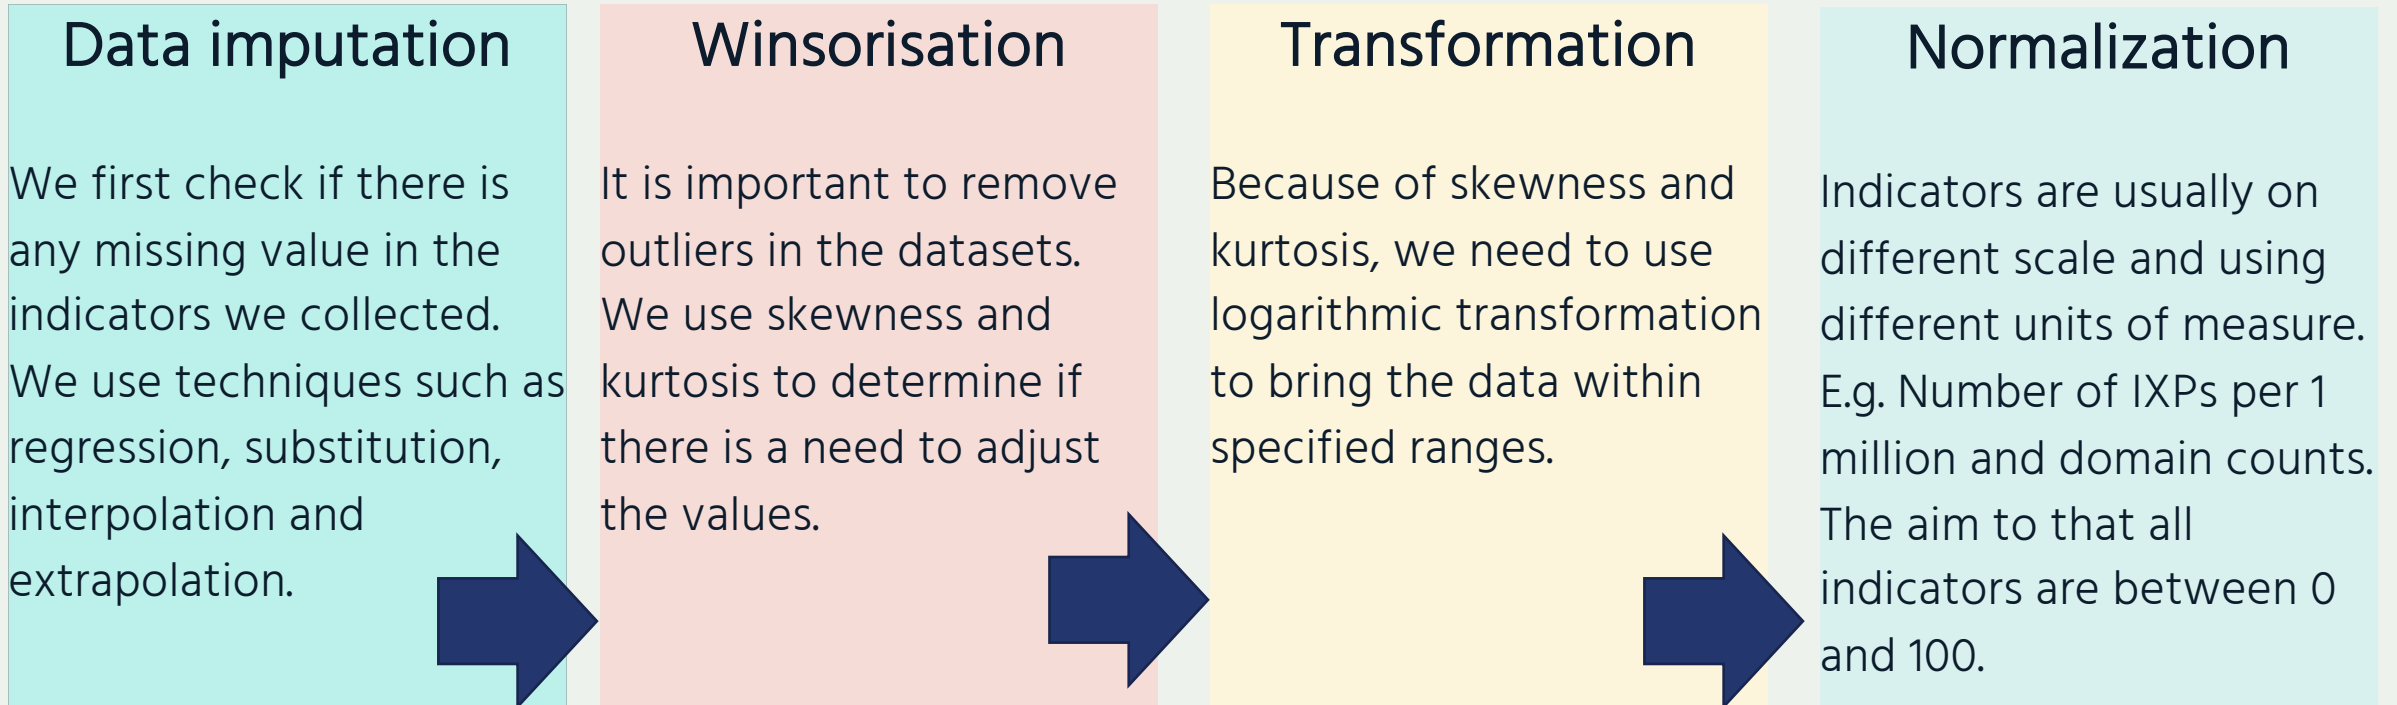 Data imputation
We first check if there is
any missing value in the
indicators we collected.
We use techniques such as
regression, substitution,
interpolation and
extrapolation.
Winsorisation
It is important to remove
outliers in the datasets.
We use skewness and
kurtosis to determine if
there is a need to adjust
the values.
Transformation
Because of skewness and
kurtosis, we need to use
logarithmic transformation
to bring the data within
specified ranges.
Normalization
Indicators are usually on
different scale and using
different units of measure.
E.g. Number of IXPs per 1
million and domain counts.
The aim to that all
indicators are between 0
and 100.